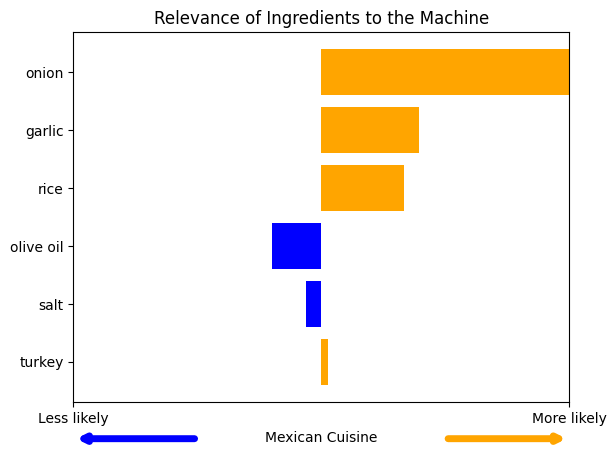 Relevance of Ingredients to the Machine
onion
garlic
rice
olive oil
salt
turkey
Less likely
More likely
Mexican Cuisine